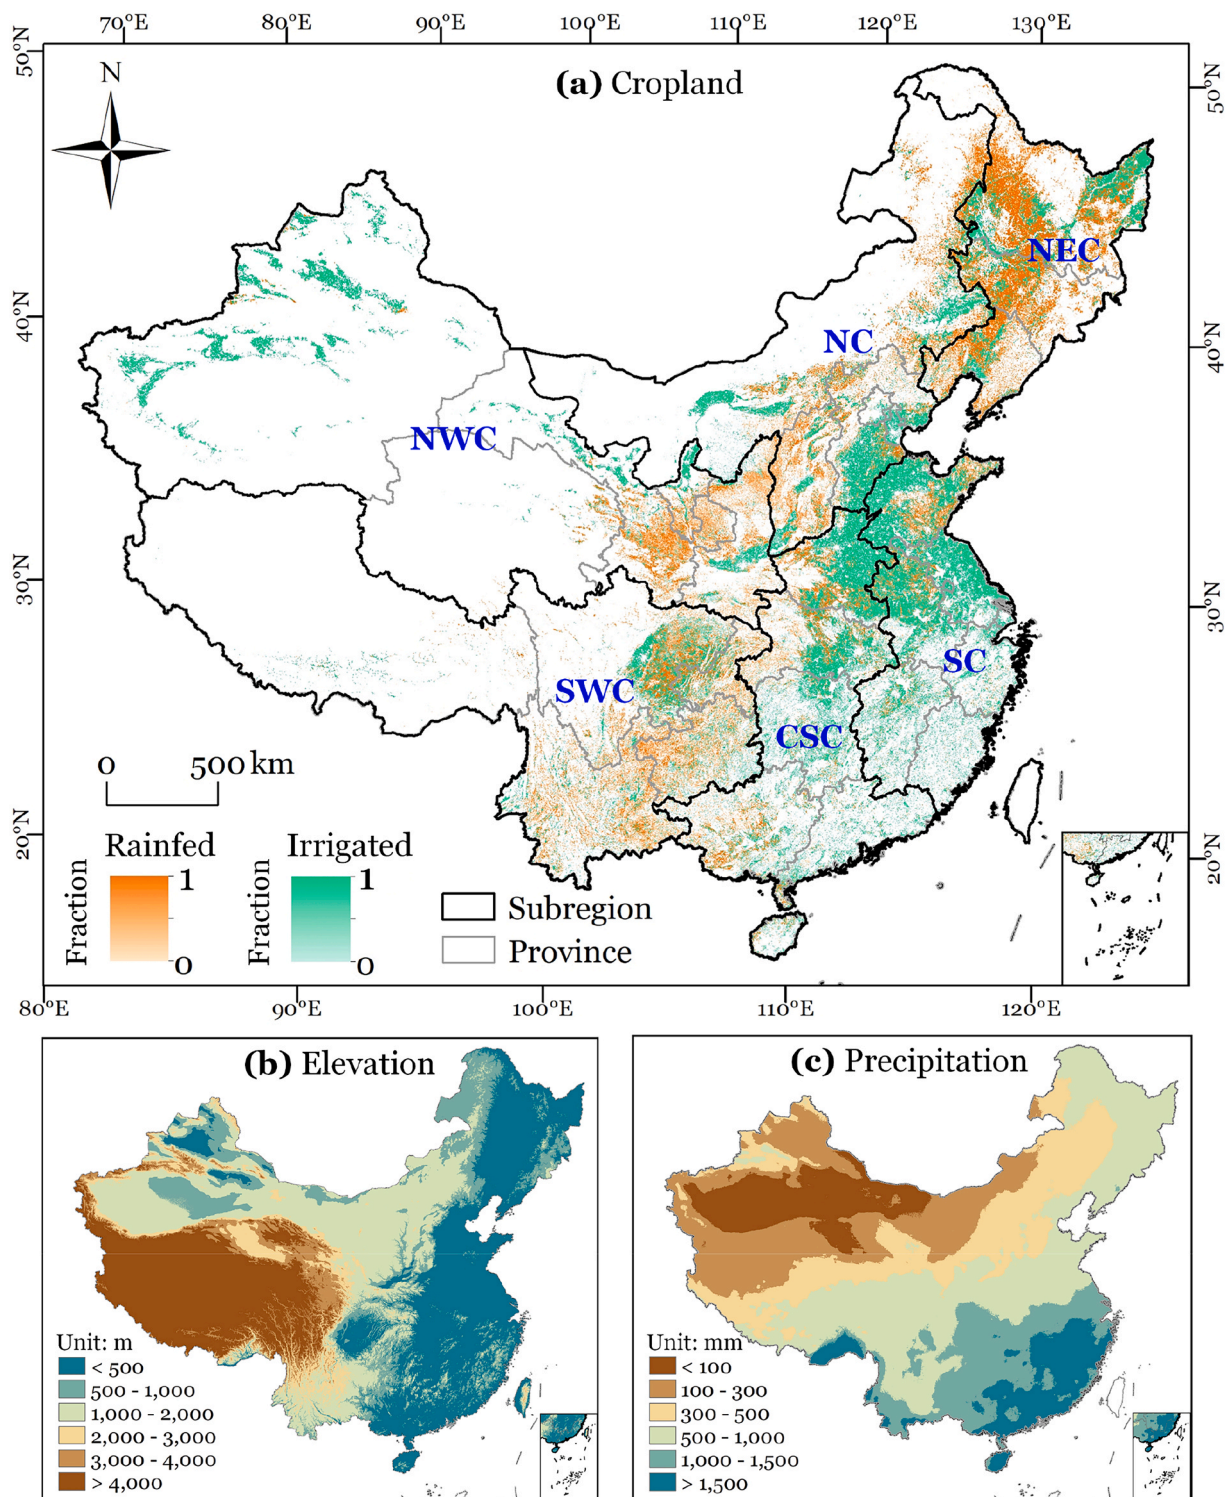 70°E 80°E 90°E 100°E 110°E 120°E 130°E
50°N
50°N
N
(a) Cropland
NEC
40°N
40°N
NC
NWC
30°N
30°N
SC
SWC
CSC
0 500 km
20°N
20°N
Rainfed
Irrigated
Fraction
1
0
Fraction
1
0
Subregion
Province
80°E 90°E 100°E 110°E 120°E
(b) Elevation
Unit: m
< 500
500 - 1,000
1,000 - 2,000
2,000 - 3,000
3,000 - 4,000
> 4,000
(c) Precipitation
Unit: mm
< 100
100 - 300
300 - 500
500 - 1,000
1,000 - 1,500
> 1,500